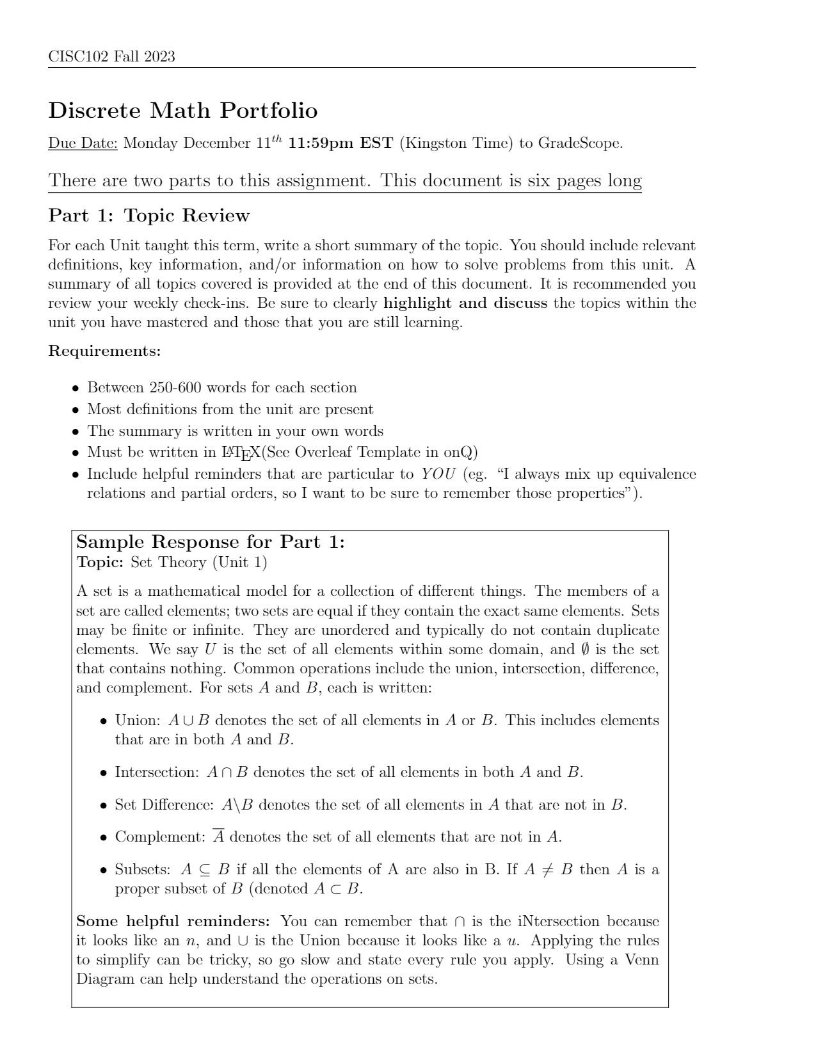 CISC102 Fall 2023
Discrete Math Portfolio
Due Date: Monday December 11th 11:59pm EST (Kingston Time) to GradeScope.
There are two parts to this assignment. This document is six pages long
Part 1: Topic Review
For each Unit taught this term, write a short summary of the topic. You should include relevant
definitions, key information, and/or information on how to solve problems from this unit. A
summary of all topics covered is provided at the end of this document. It is recommended you
review your weekly check-ins. Be sure to clearly highlight and discuss the topics within the
unit you have mastered and those that you are still learning.
Requirements:
• Between 250-600 words for each section
• Most definitions from the unit are present
• The summary is written in your own words
• Must be written in LATEX(See Overleaf Template in onQ)
• Include helpful reminders that are particular to YOU (eg. “I always mix up equivalence
relations and partial orders, so I want to be sure to remember those properties”).
Sample Response for Part 1:
Topic: Set Theory (Unit 1)
A set is a mathematical model for a collection of different things. The members of a
set are called elements; two sets are equal if they contain the exact same elements. Sets
may be finite or infinite. They are unordered and typically do not contain duplicate
elements. We say U is the set of all elements within some domain, and ∅ is the set
that contains nothing. Common operations include the union, intersection, difference,
and complement. For sets A and B, each is written:
• Union: A ∪ B denotes the set of all elements in A or B. This includes elements
that are in both A and B.
• Intersection: A ∩ B denotes the set of all elements in both A and B.
• Set Difference: A\B denotes the set of all elements in A that are not in B.
• Complement: A̅ denotes the set of all elements that are not in A.
• Subsets: A ⊆ B if all the elements of A are also in B. If A ≠ B then A is a
proper subset of B (denoted A ⊂ B.
Some helpful reminders: You can remember that ∩ is the iNtersection because
it looks like an n, and ∪ is the Union because it looks like a u. Applying the rules
to simplify can be tricky, so go slow and state every rule you apply. Using a Venn
Diagram can help understand the operations on sets.